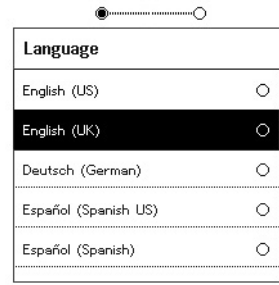 Language
English (US)
English (UK)
Deutsch (German)
Español (Spanish US)
Español (Spanish)